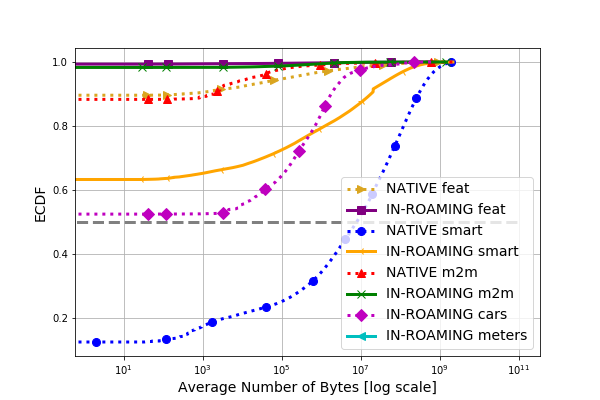 1.0
0.8
0.6
0.4
0.2
ECDF
NATIVE feat
IN-ROAMING feat
NATIVE smart
IN-ROAMING smart
NATIVE m2m
IN-ROAMING m2m
IN-ROAMING cars
IN-ROAMING meters
10¹ 10³ 10⁵ 10⁷ 10⁹ 10¹¹
Average Number of Bytes [log scale]